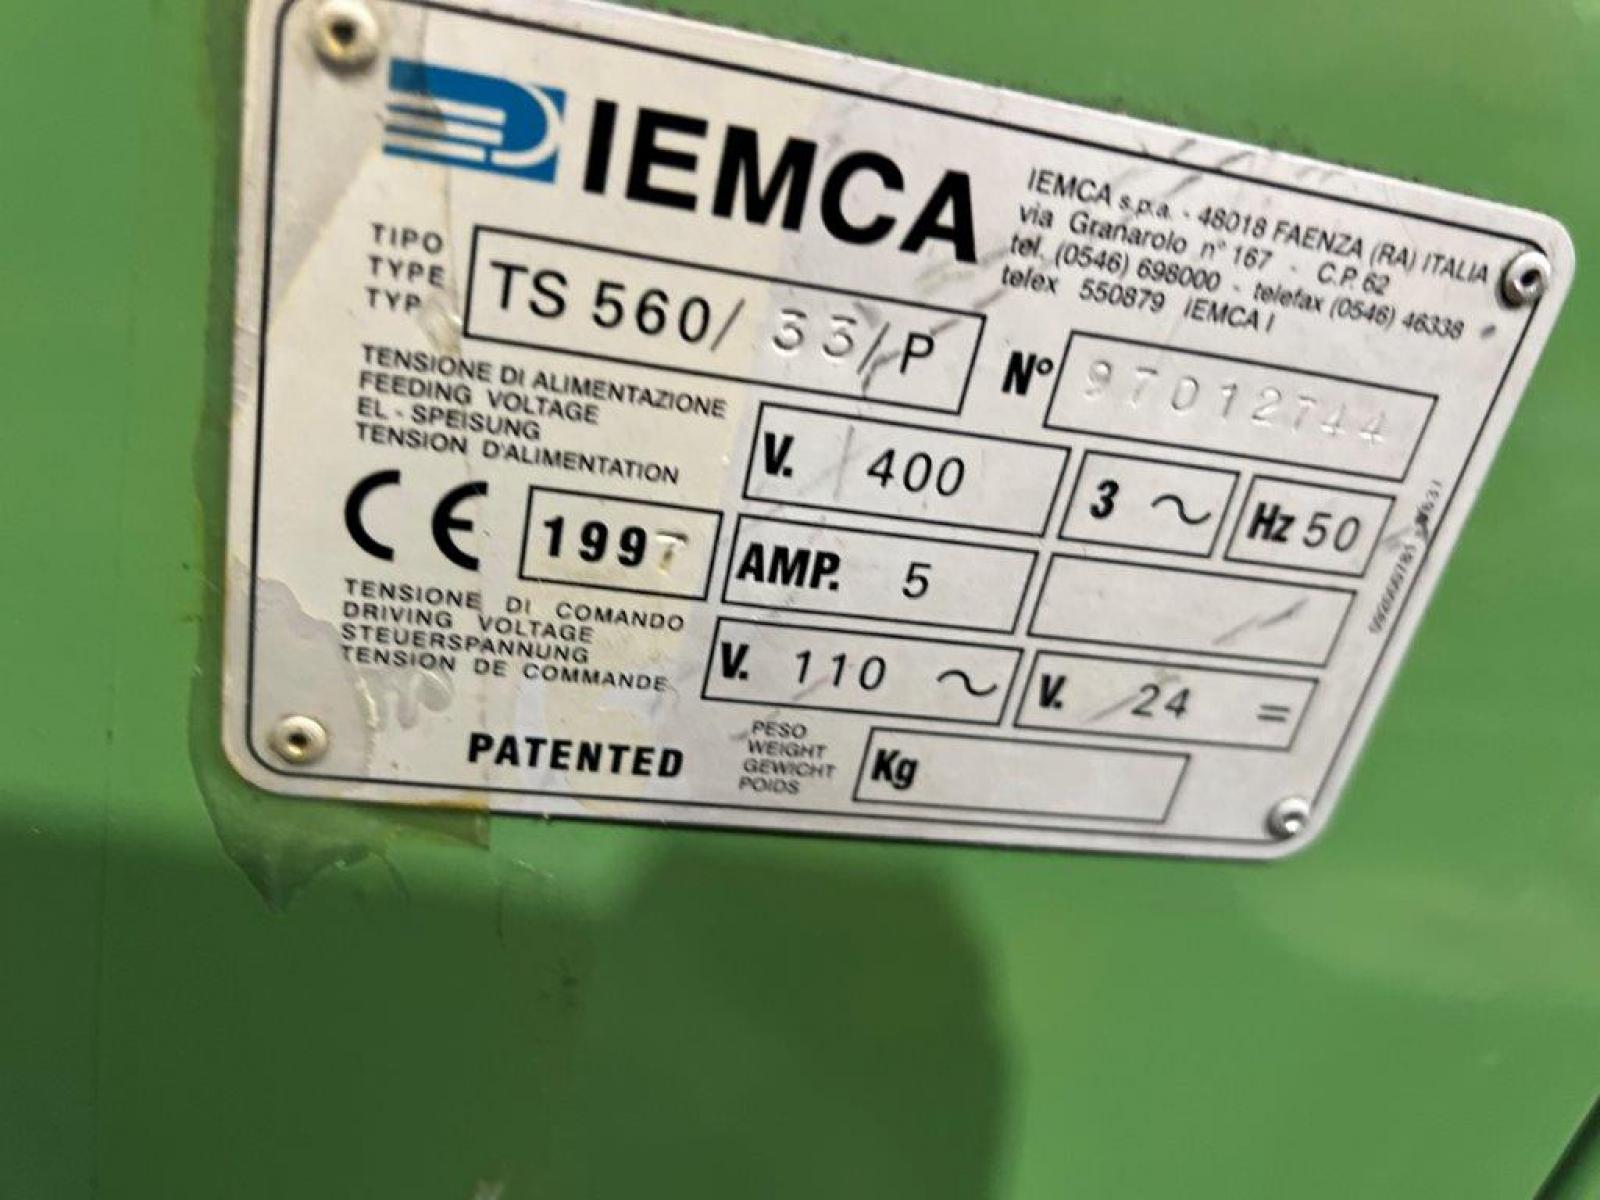 IEMCA
IEMCA s.p.a. - 48018 FAENZA (RA) ITALIA
via Granarolo n° 167 - C.P. 62
tel. (0546) 698000 - telefax (0546) 46338
telex 550879 IEMCA I
TIPO
TYPE
TYP
TS 560/ 33/P
N° 97012744
TENSIONE DI ALIMENTAZIONE
FEEDING VOLTAGE
EL - SPEISUNG
TENSION D'ALIMENTATION
V. 400
3 ~
Hz 50
CE
1997
AMP. 5
TENSIONE DI COMANDO
DRIVING VOLTAGE
STEUERSPANNUNG
TENSION DE COMMANDE
V. 110 ~
V. 24 =
PATENTED
PESO
WEIGHT
GEWICHT
POIDS
Kg